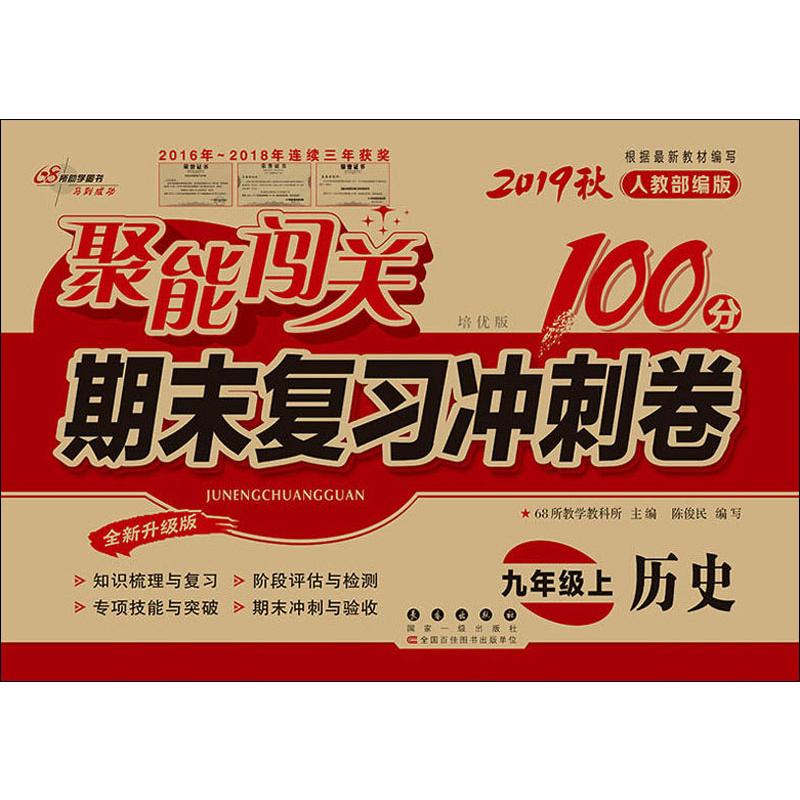 2016年~2018年连续三年获奖
68所助学图书
马到成功
根据最新教材编写
2019秋 人教部编版
聚能闯关
100分
培优版
期末复习冲刺卷
JUNENGCHUANGGUAN
全新升级版
★68所教学教科所 主编 陈俊民 编写
知识梳理与复习
阶段评估与检测
专项技能与突破
期末冲刺与验收
九年级上 历史
长春出版社
国家一级出版社
全国百佳图书出版单位